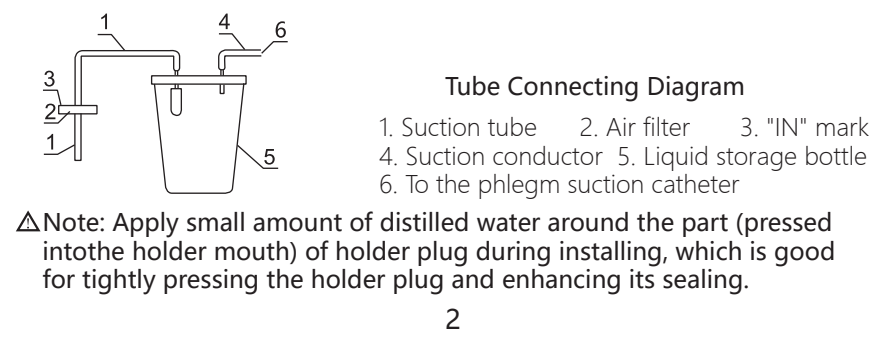 1
4
6
3
2
1
5
Tube Connecting Diagram
1. Suction tube 2. Air filter 3. "IN" mark
4. Suction conductor 5. Liquid storage bottle
6. To the phlegm suction catheter
⚠Note: Apply small amount of distilled water around the part (pressed
intothe holder mouth) of holder plug during installing, which is good
for tightly pressing the holder plug and enhancing its sealing.
2